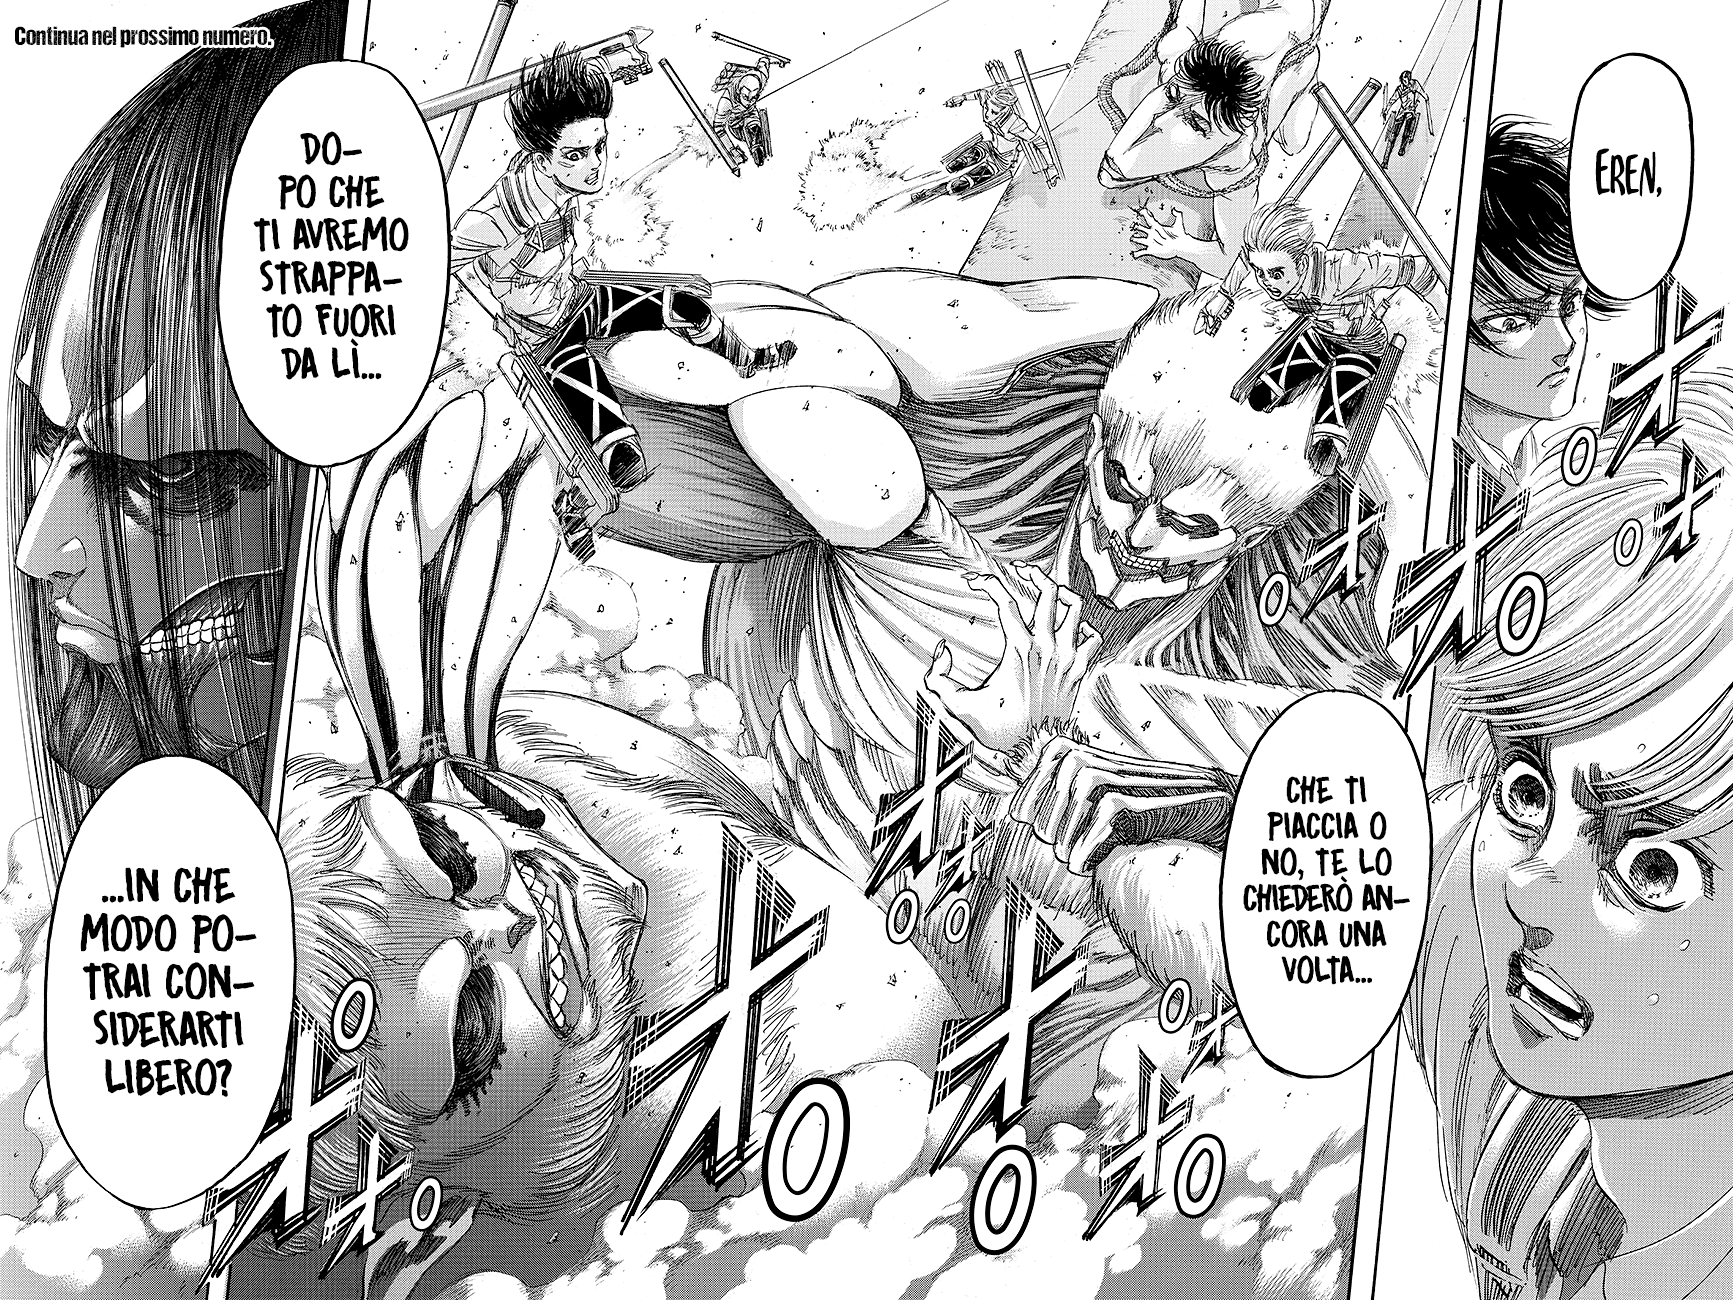 EREN,
CHE TI
PIACCIA O
NO, TE LO
CHIEDERÒ AN-
CORA UNA
VOLTA...
DO-
PO CHE
TI AVREMO
STRAPPA-
TO FUORI
DA LÌ...
...IN CHE
MODO PO-
TRAI CON-
SIDERARTI
LIBERO?
Continua nel prossimo numero.